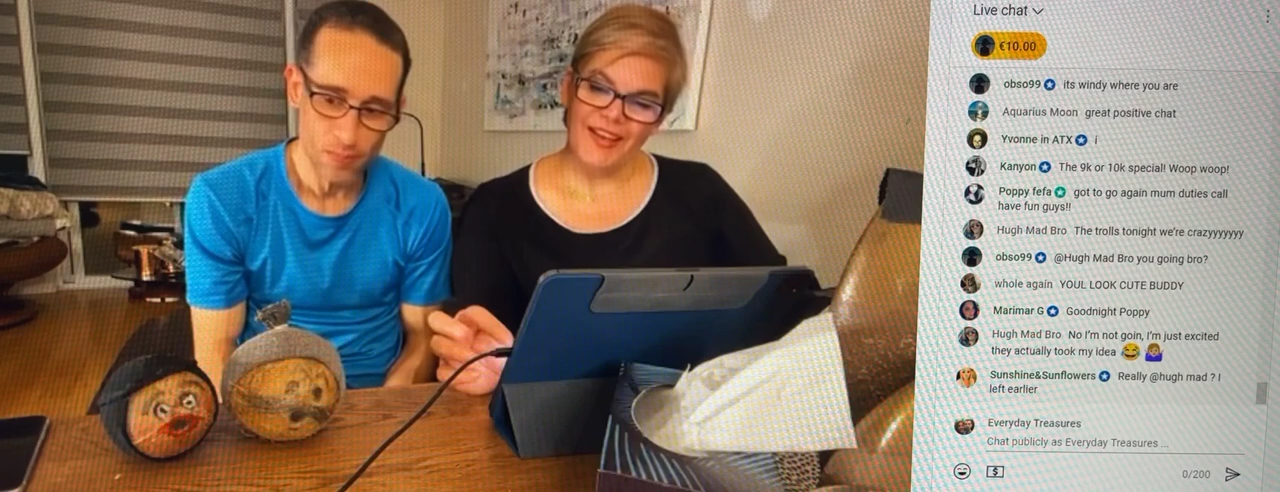 Live chat
€10.00
obso99 its windy where you are
Aquarius Moon great positive chat
Yvonne in ATX i
Kanyon The 9k or 10k special! Woop woop!
Poppy fefa got to go again mum duties call
have fun guys!!
Hugh Mad Bro The trolls tonight we're crazyyyyyy
obso99 @Hugh Mad Bro you going bro?
whole again YOUL LOOK CUTE BUDDY
Marimar G Goodnight Poppy
Hugh Mad Bro No I'm not goin, I'm just excited
they actually took my idea 😂 🤷🏼‍♀️
Sunshine&Sunflowers Really @hugh mad ? I
left earlier
Everyday Treasures
Chat publicly as Everyday Treasures ...
0/200